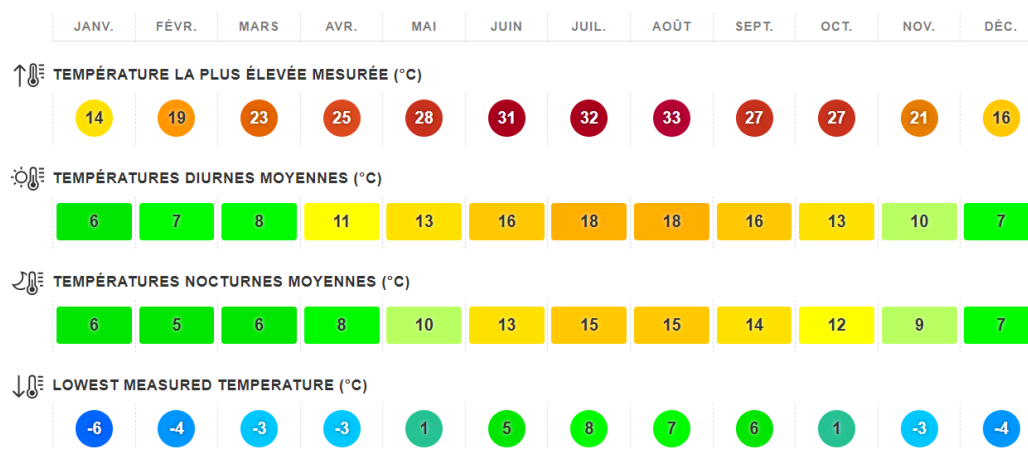 JANV. FÉVR. MARS AVR. MAI JUIN JUIL. AOÛT SEPT. OCT. NOV. DÉC.
TEMPÉRATURE LA PLUS ÉLEVÉE MESURÉE (°C)
14 19 23 25 28 31 32 33 27 27 21 16
TEMPÉRATURES DIURNES MOYENNES (°C)
6 7 8 11 13 16 18 18 16 13 10 7
TEMPÉRATURES NOCTURNES MOYENNES (°C)
6 5 6 8 10 13 15 15 14 12 9 7
LOWEST MEASURED TEMPERATURE (°C)
-6 -4 -3 -3 1 5 8 7 6 1 -3 -4